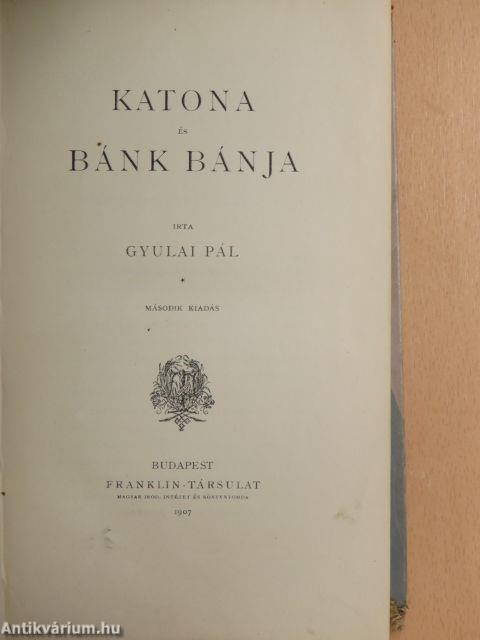 KATONA
ÉS
BÁNK BÁNJA
IRTA
GYULAI PÁL
*
MÁSODIK KIADÁS
BUDAPEST
FRANKLIN-TÁRSULAT
MAGYAR IROD. INTÉZET ÉS KÖNYVNYOMDA
1907
Antikvárium.hu